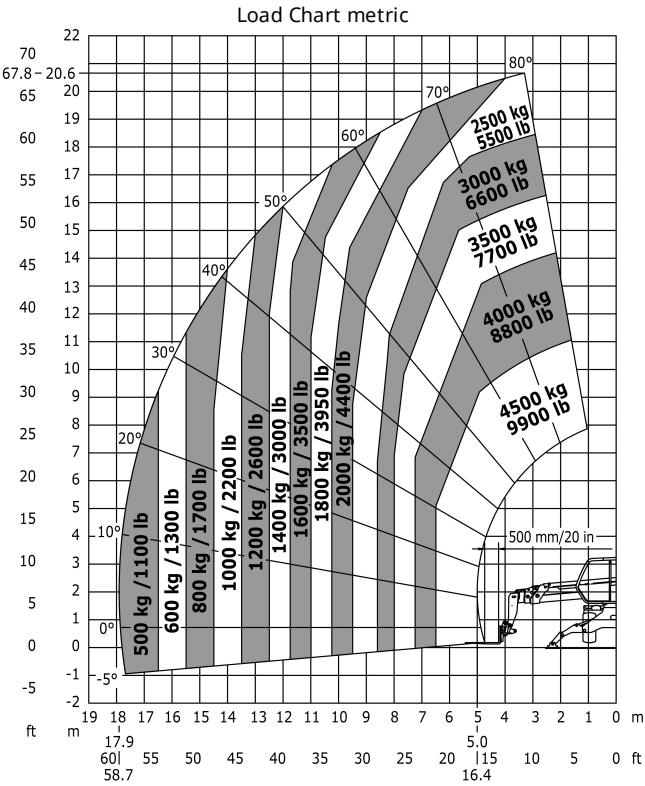 Load Chart metric
22
70
67.8 – 20.6
80°
65
20
70°
19
2500 kg
5500 lb
60
18
60°
17
3000 kg
6600 lb
55
16
50°
50
15
3500 kg
7700 lb
14
45
40°
13
4000 kg
8800 lb
40
12
11
35
30°
10
30
9
4500 kg
9900 lb
8
25
20°
7
20
6
5
15
4
10°
500 mm/20 in
10
3
2
5
1
0°
0
0
-1
-5°
-5
-2
500 kg /1100 lb
600 kg /1300 lb
800 kg /1700 lb
1000 kg / 2200 lb
1200 kg / 2600 lb
1400 kg / 3000 lb
1600 kg / 3500 lb
1800 kg / 3950 lb
2000 kg / 4400 lb
19 18 17 16 15 14 13 12 11 10 9 8 7 6 5 4 3 2 1 0 m
ft m
17.9 5.0
60 55 50 45 40 35 30 25 20 15 10 5 0 ft
58.7 16.4